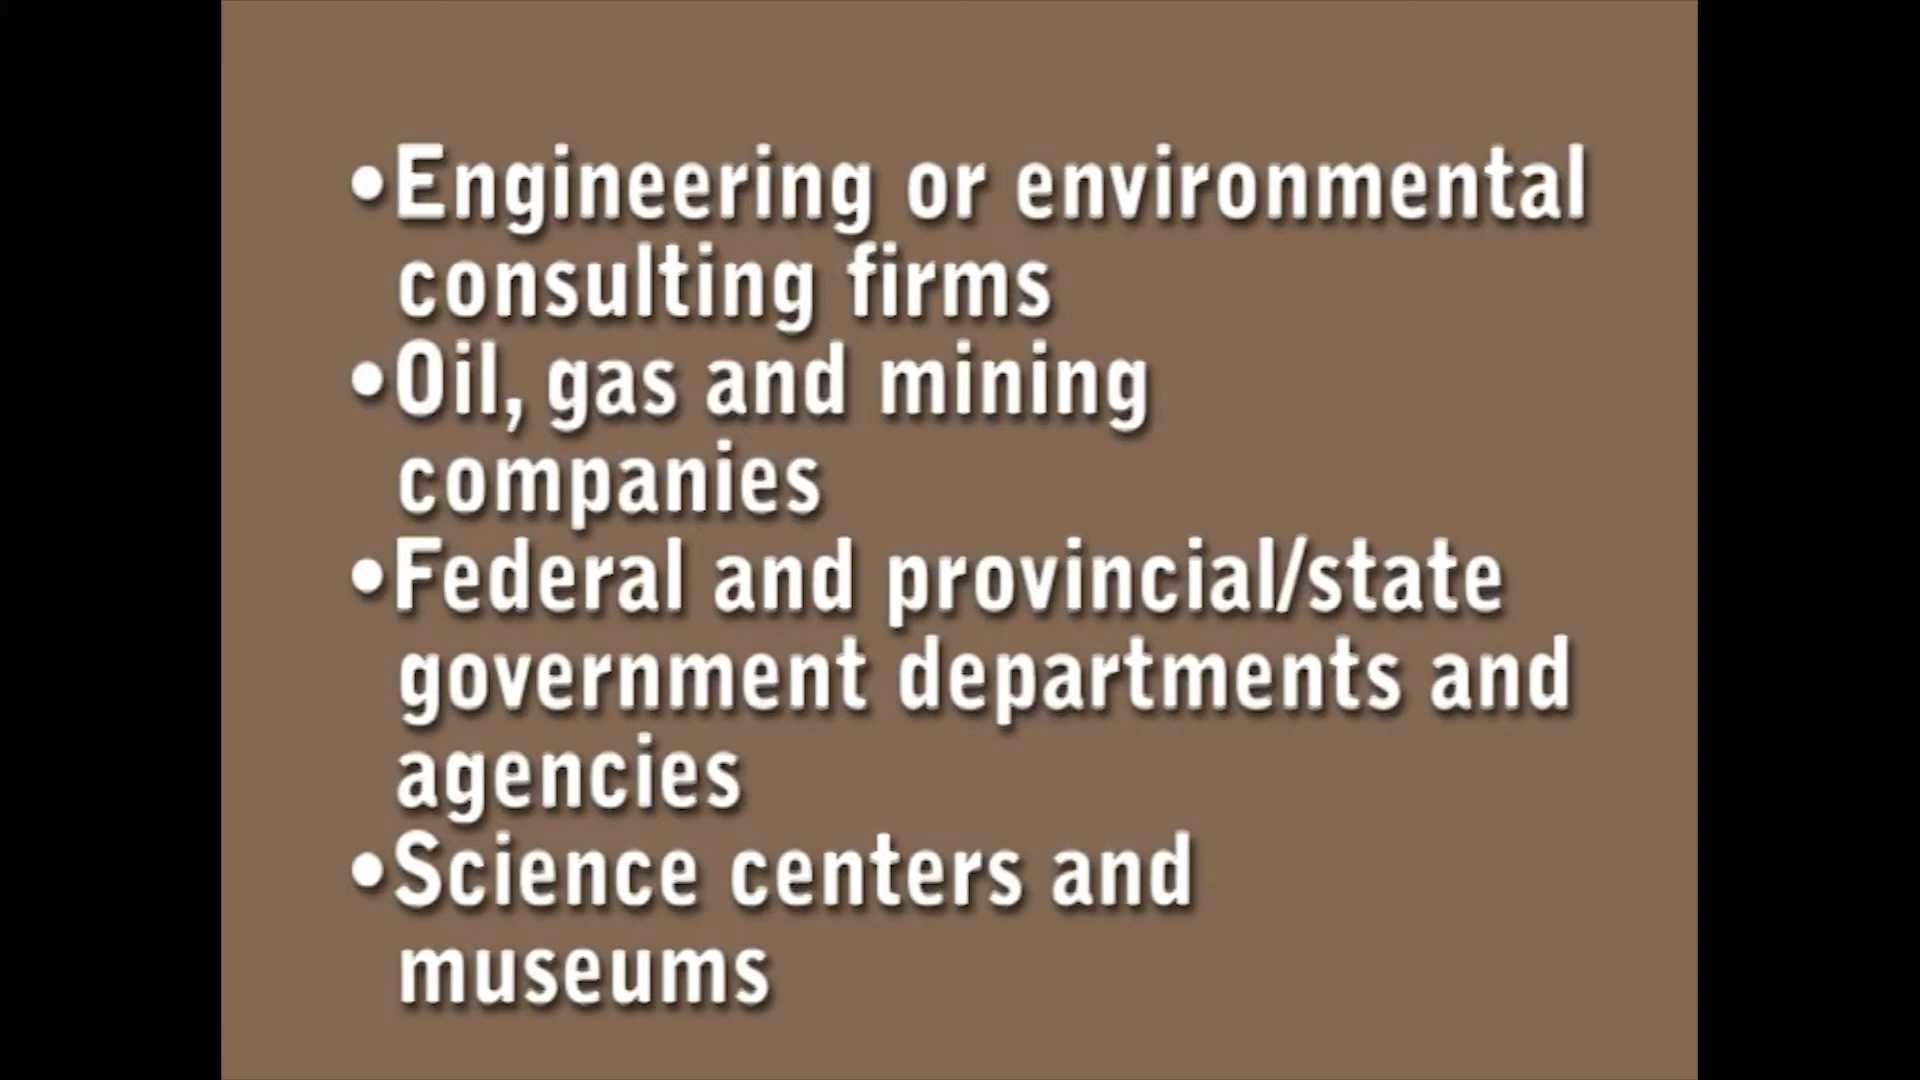 •Engineering or environmental
consulting firms
•Oil, gas and mining
companies
•Federal and provincial/state
government departments and
agencies
•Science centers and
museums